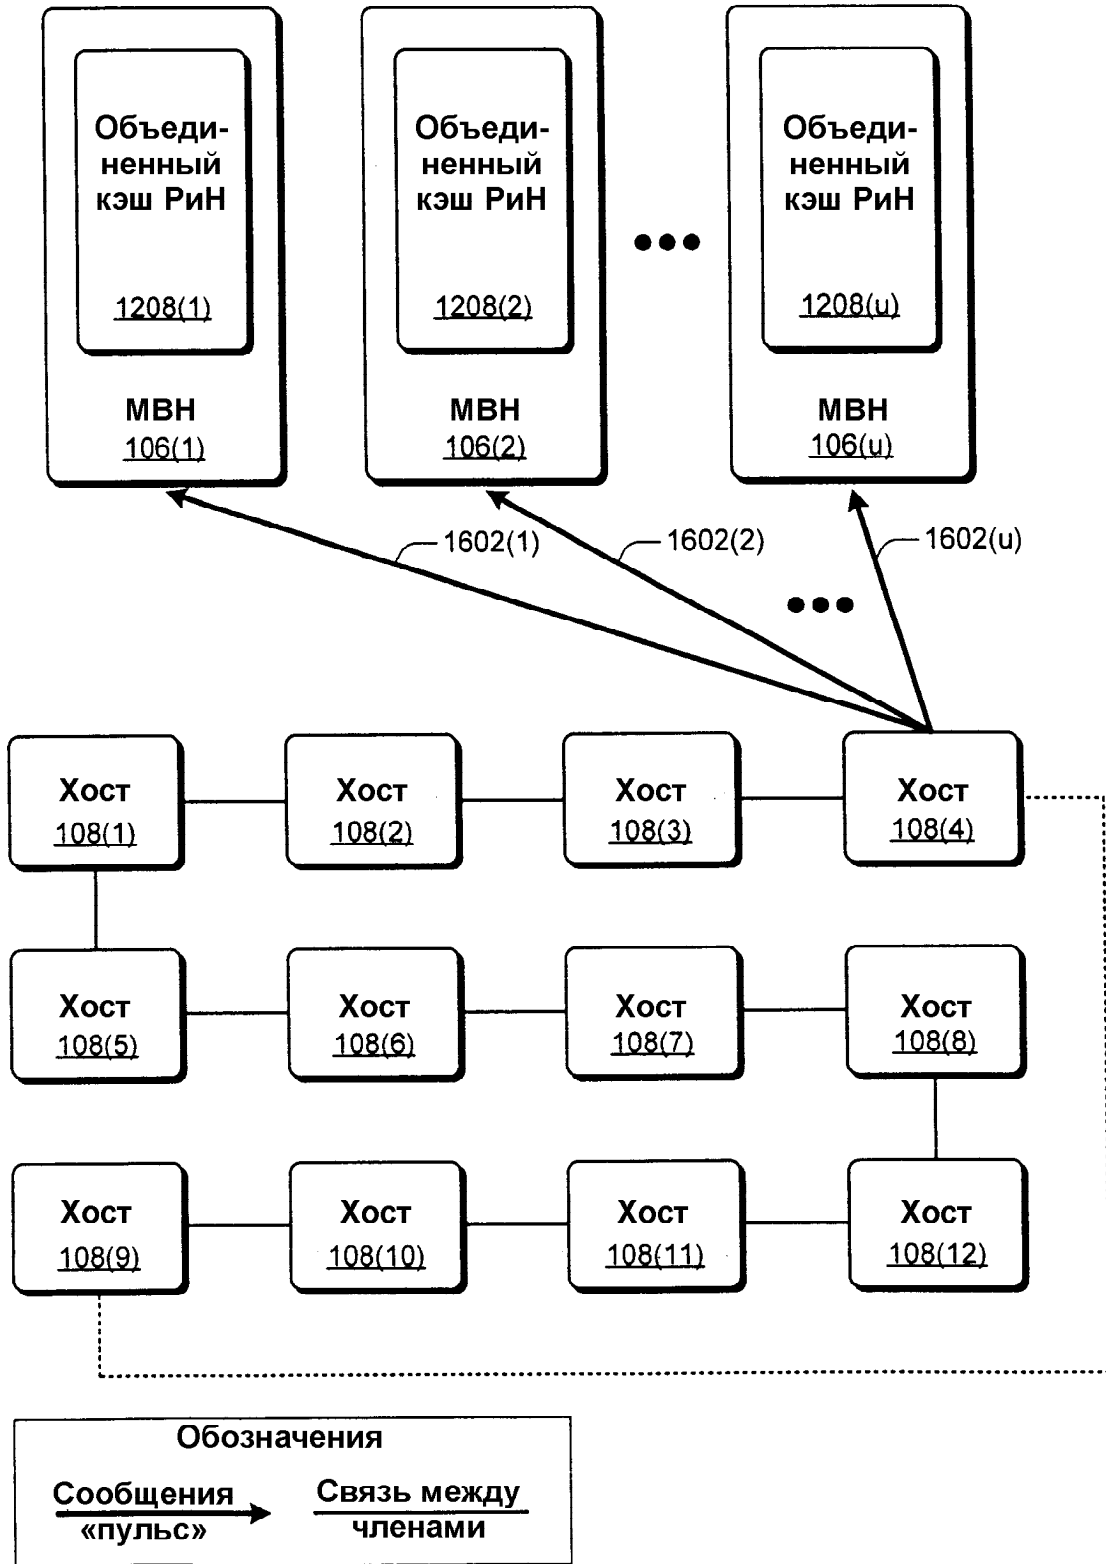 Объеди-
ненный
кэш РиН
1208(1)
МВН
106(1)
Объеди-
ненный
кэш РиН
1208(2)
МВН
106(2)
Объеди-
ненный
кэш РиН
1208(u)
МВН
106(u)
1602(1)
1602(2)
1602(u)
Хост
108(1)
Хост
108(2)
Хост
108(3)
Хост
108(4)
Хост
108(5)
Хост
108(6)
Хост
108(7)
Хост
108(8)
Хост
108(9)
Хост
108(10)
Хост
108(11)
Хост
108(12)
Обозначения
Сообщения
«пульс»
Связь между
членами